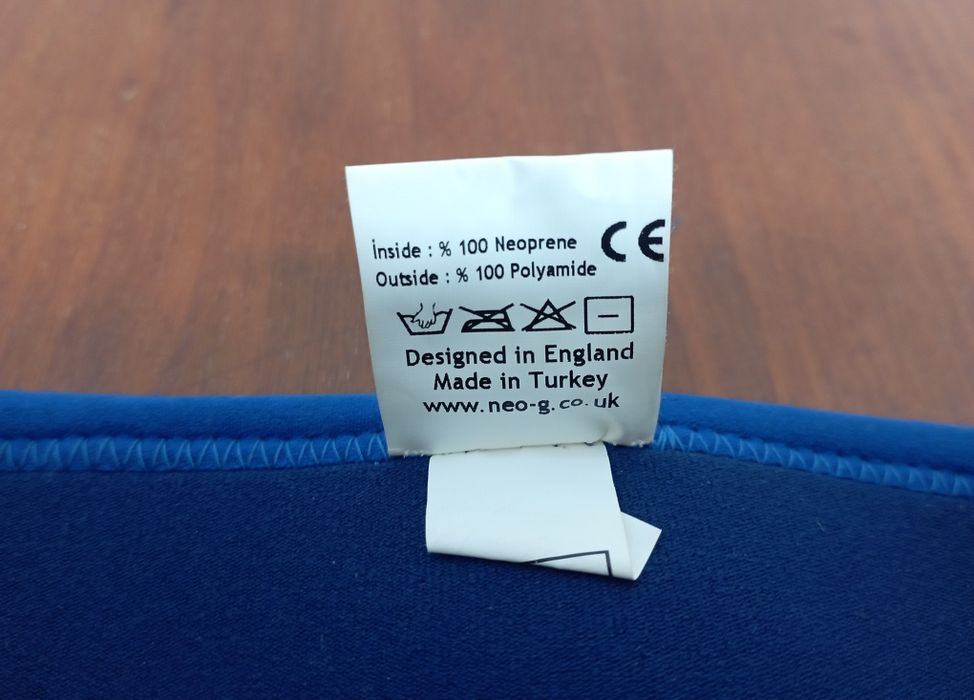 İnside : % 100 Neoprene CE
Outside : % 100 Polyamide
Designed in England
Made in Turkey
www.neo-g.co.uk